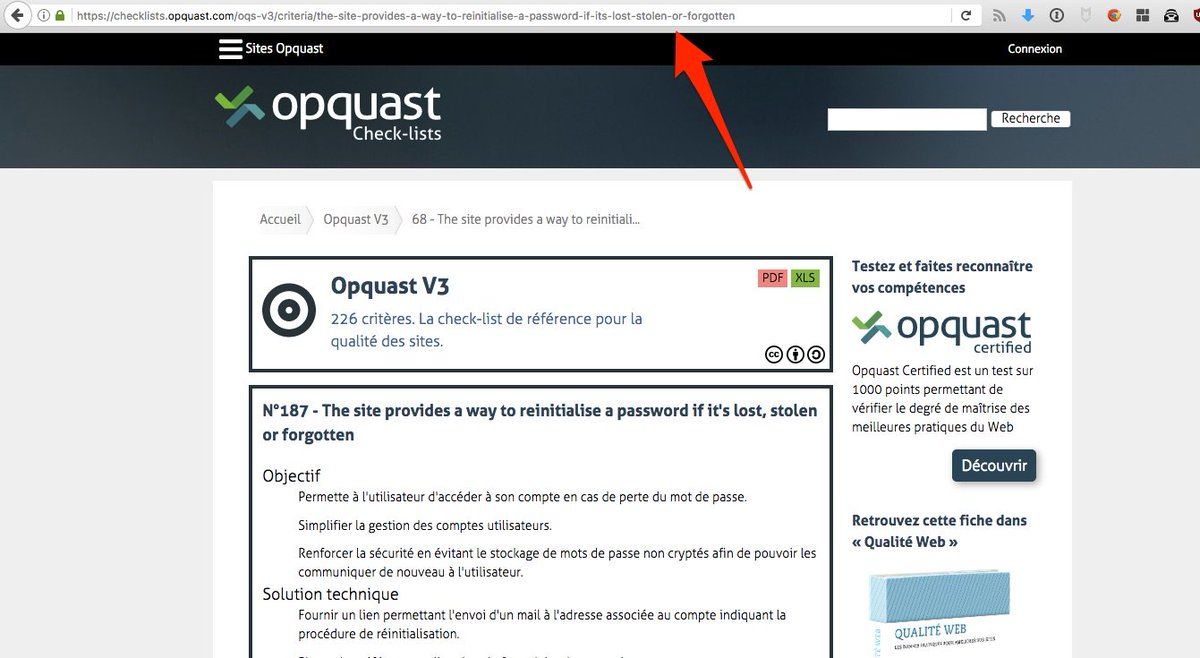 https://checklists.opquast.com/oqs-v3/criteria/the-site-provides-a-way-to-reinitialise-a-password-if-its-lost-stolen-or-forgotten
Sites Opquast
Connexion
opquast
Check-lists
Recherche
Accueil
Opquast V3
68 - The site provides a way to reinitiali...
Opquast V3
PDF
XLS
226 critères. La check-list de référence pour la
qualité des sites.
cc
N°187 - The site provides a way to reinitialise a password if it's lost, stolen
or forgotten
Objectif
Permette à l'utilisateur d'accéder à son compte en cas de perte du mot de passe.
Simplifier la gestion des comptes utilisateurs.
Renforcer la sécurité en évitant le stockage de mots de passe non cryptés afin de pouvoir les
communiquer de nouveau à l'utilisateur.
Solution technique
Fournir un lien permettant l'envoi d'un mail à l'adresse associée au compte indiquant la
procédure de réinitialisation.
Testez et faites reconnaître
vos compétences
opquast
certified
Opquast Certified est un test sur
1000 points permettant de
vérifier le degré de maîtrise des
meilleures pratiques du Web
Découvrir
Retrouvez cette fiche dans
« Qualité Web »
QUALITÉ WEB